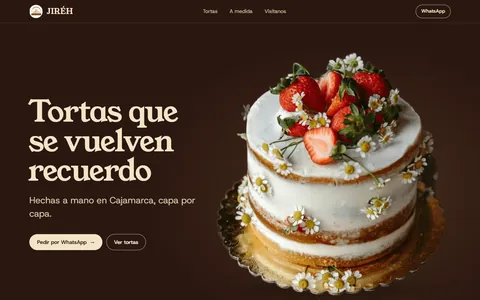 JIRÉH
Tortas
A medida
Visítanos
WhatsApp
Tortas que
se vuelven
recuerdo
Hechas a mano en Cajamarca, capa por
capa.
Pedir por WhatsApp →
Ver tortas